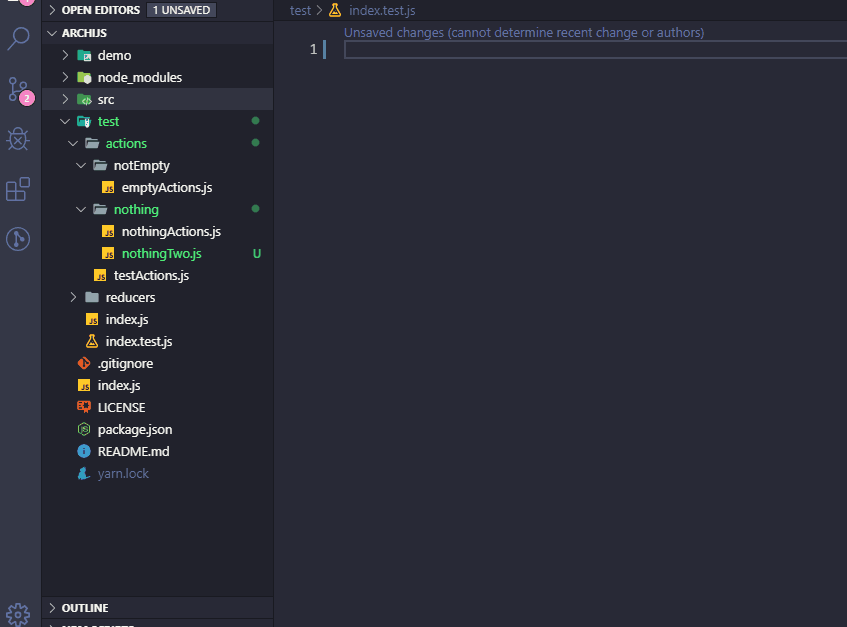 OPEN EDITORS 1 UNSAVED
ARCHIJS
demo
node_modules
src
test
actions
notEmpty
emptyActions.js
nothing
nothingActions.js
nothingTwo.js U
testActions.js
reducers
index.js
index.test.js
.gitignore
index.js
LICENSE
package.json
README.md
yarn.lock
OUTLINE
2
test > index.test.js
Unsaved changes (cannot determine recent change or authors)
1